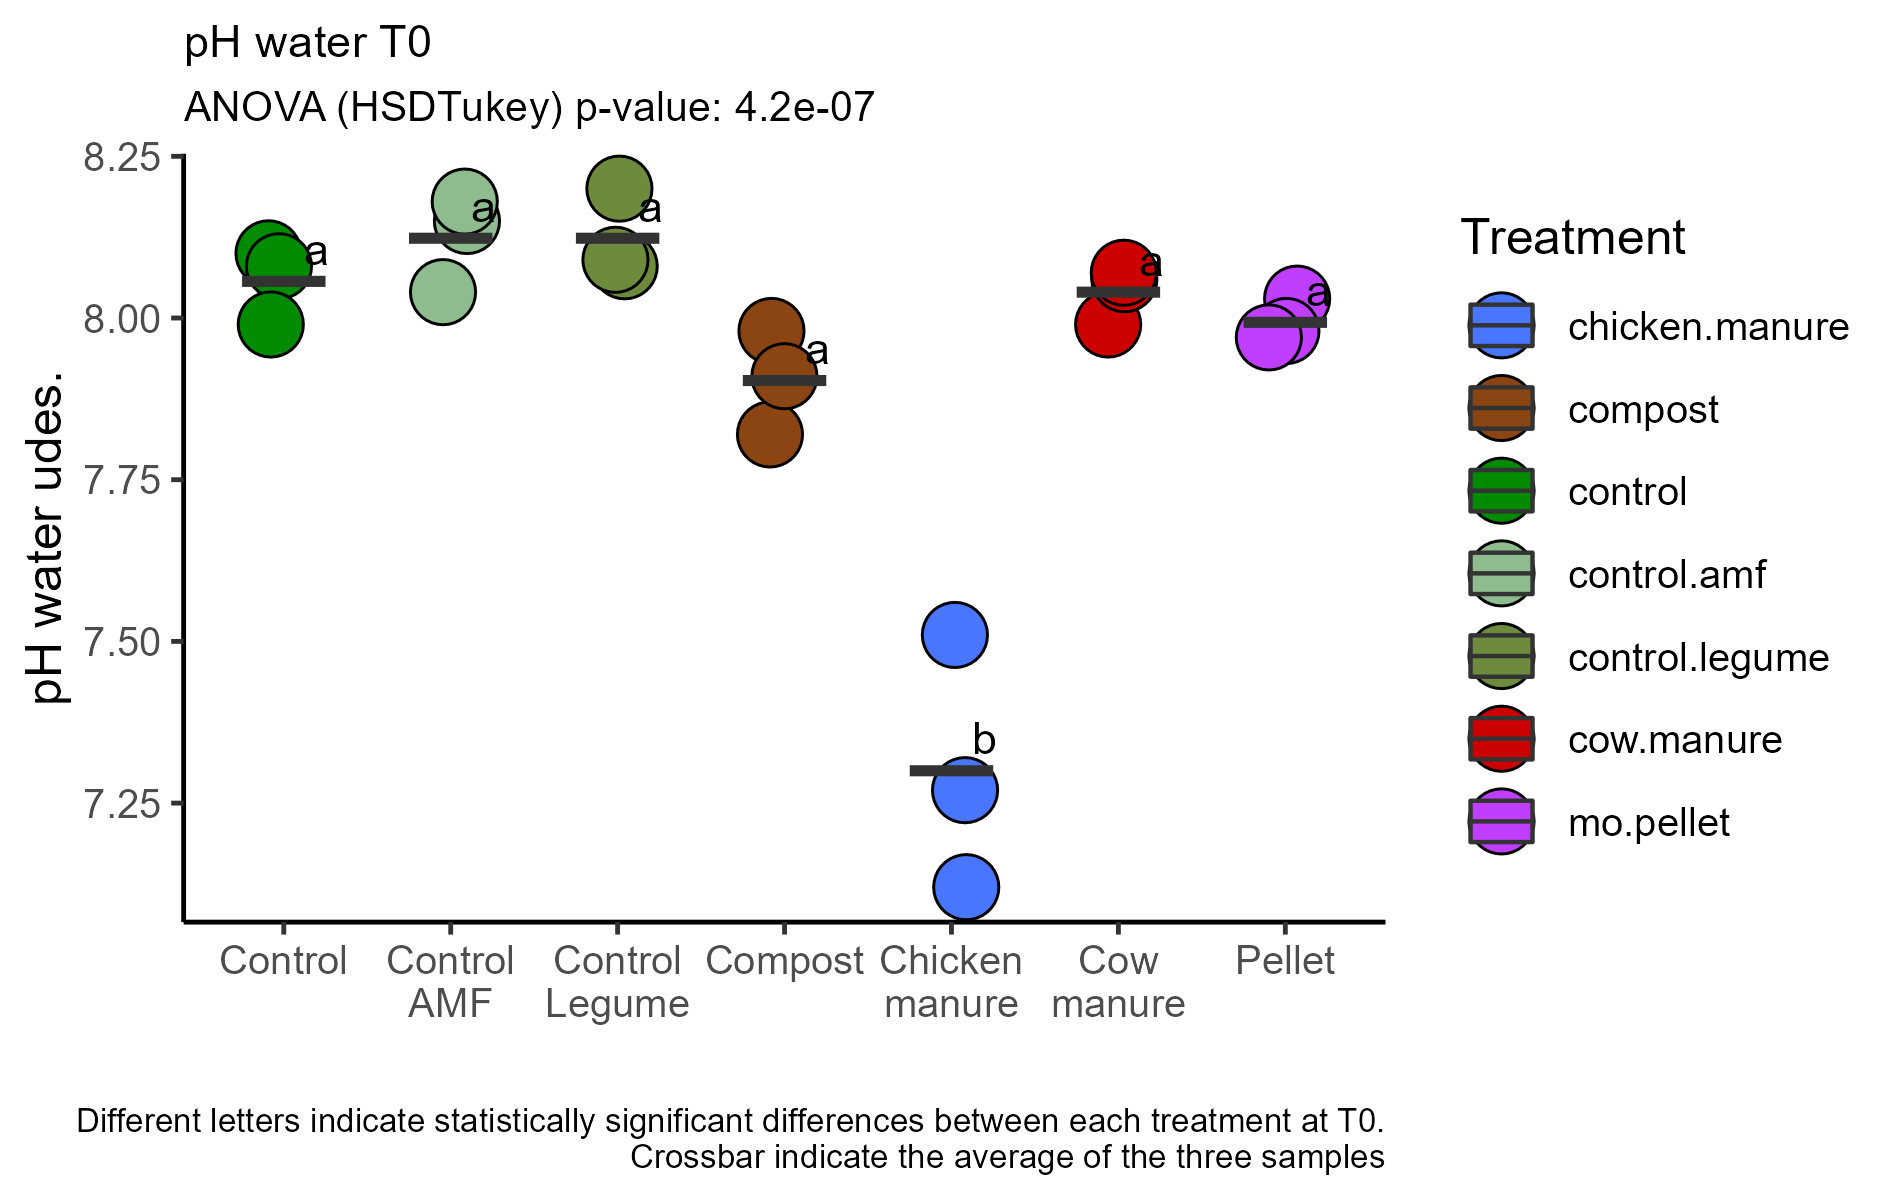 pH water T0
ANOVA (HSDTukey) p-value: 4.2e-07
pH water udes.
8.25
8.00
7.75
7.50
7.25
a
a
a
a
b
a
a
Control
Control
AMF
Control
Legume
Compost
Chicken
manure
Cow
manure
Pellet
Treatment
chicken.manure
compost
control
control.amf
control.legume
cow.manure
mo.pellet
Different letters indicate statistically significant differences between each treatment at T0.
Crossbar indicate the average of the three samples